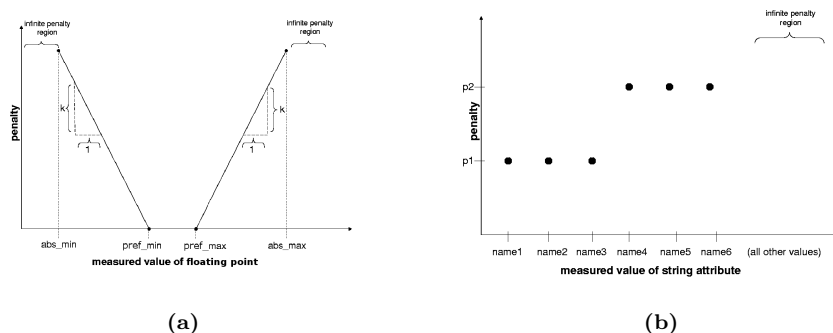 infinite penalty
region
infinite penalty
region
k
1
k
1
penalty
abs_min
pref_min
pref_max
abs_max
measured value of floating point
(a)
infinite penalty
region
p2
penalty
p1
name1
name2
name3
name4
name5
name6
(all other values)
measured value of string attribute
(b)